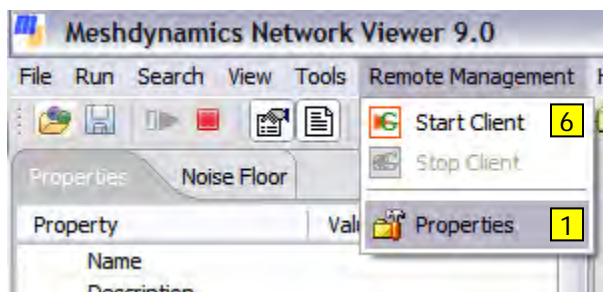 Meshdynamics Network Viewer 9.0
File Run Search View Tools Remote Management H
Start Client 6
Stop Client
Properties Noise Floor
Property Val
Properties 1
Name
Description